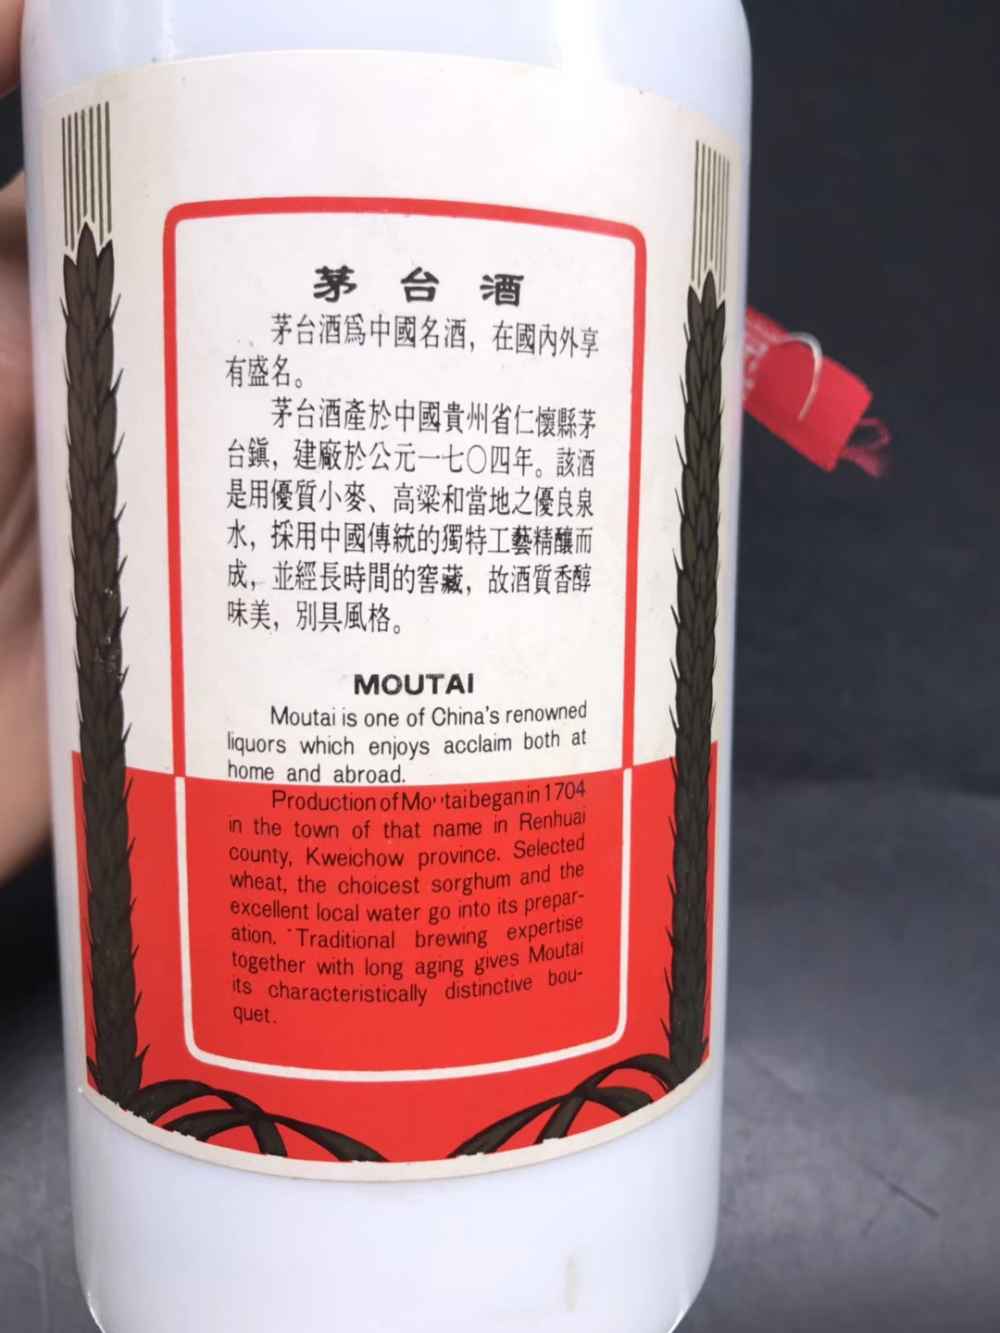 茅台酒
茅台酒爲中國名酒，在國內外享
有盛名。
茅台酒產於中國貴州省仁懷縣茅
台鎭，建廠於公元一七〇四年。該酒
是用優質小麥、高粱和當地之優良泉
水，採用中國傳統的獨特工藝精釀而
成，並經長時間的窖藏，故酒質香醇
味美，別具風格。
MOUTAI
Moutai is one of China's renowned
liquors which enjoys acclaim both at
home and abroad.
Production of Moutai began in 1704
in the town of that name in Renhuai
county, Kweichow province. Selected
wheat, the choicest sorghum and the
excellent local water go into its prepar-
ation. Traditional brewing expertise
together with long aging gives Moutai
its characteristically distinctive bou-
quet.